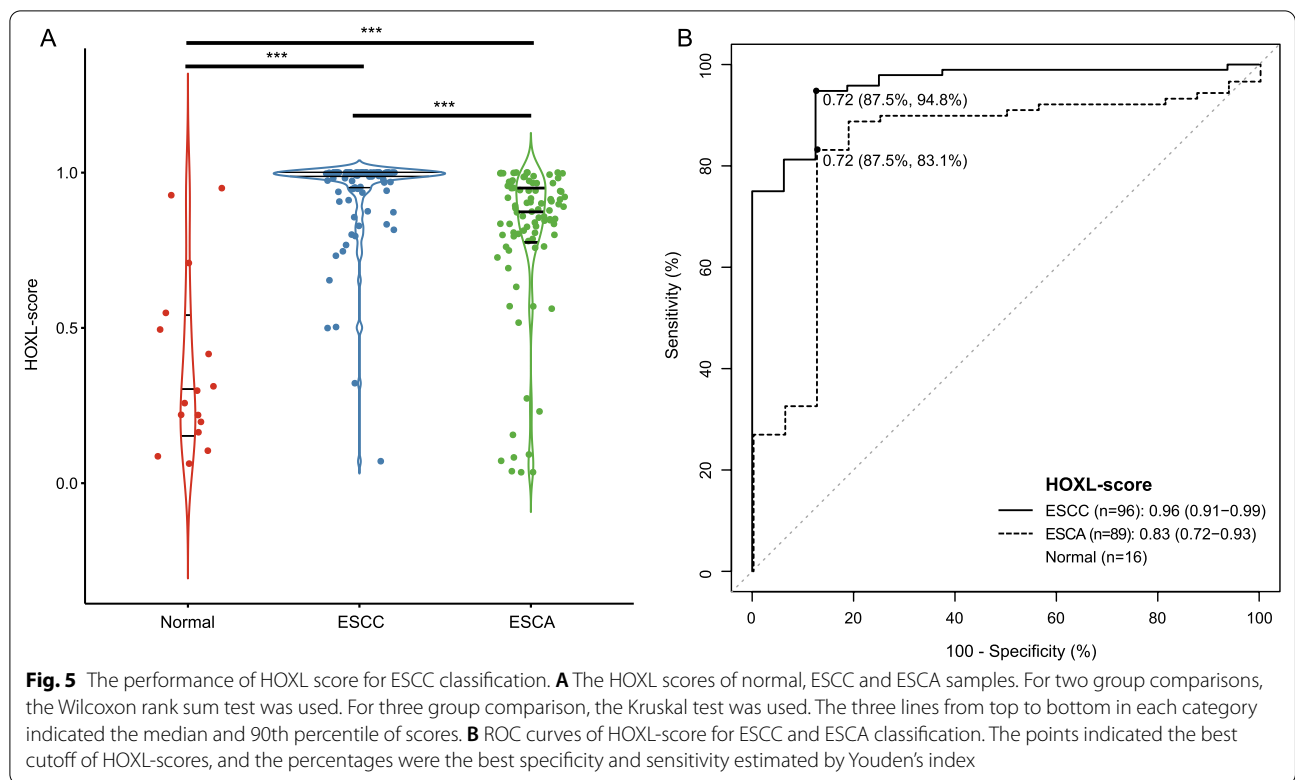 A
***
***
***
1.0
0.5
0.0
HOXL-score
Normal
ESCC
ESCA
B
100
80
60
40
20
0
Sensitivity (%)
0.72 (87.5%, 94.8%)
0.72 (87.5%, 83.1%)
HOXL-score
ESCC (n=96): 0.96 (0.91−0.99)
ESCA (n=89): 0.83 (0.72−0.93)
Normal (n=16)
0
20
40
60
80
100
100 - Specificity (%)
Fig. 5 The performance of HOXL score for ESCC classification. A The HOXL scores of normal, ESCC and ESCA samples. For two group comparisons,
the Wilcoxon rank sum test was used. For three group comparison, the Kruskal test was used. The three lines from top to bottom in each category
indicated the median and 90th percentile of scores. B ROC curves of HOXL-score for ESCC and ESCA classification. The points indicated the best
cutoff of HOXL-scores, and the percentages were the best specificity and sensitivity estimated by Youden's index